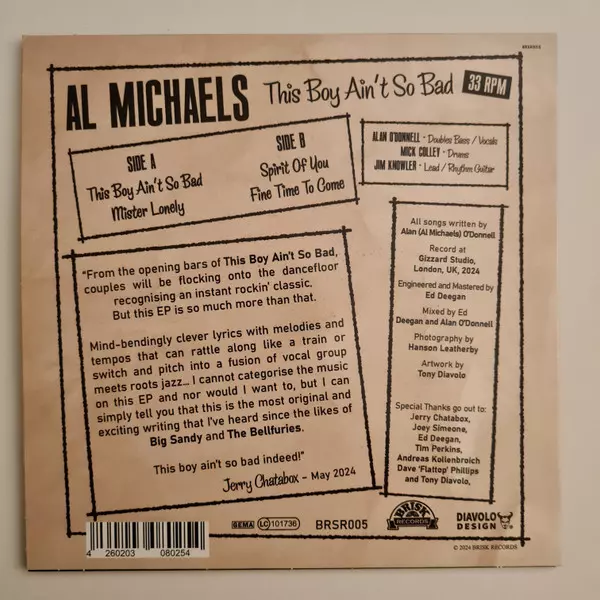 BRSR005
AL MICHAELS This Boy Ain't So Bad 33 RPM
SIDE A
This Boy Ain't So Bad
Mister Lonely
SIDE B
Spirit Of You
Fine Time To Come
ALAN O'DONNELL - Doubles Bass / Vocals
MICK COLLEY - Drums
JIM KNOWLER - Lead / Rhythm Guitar
"From the opening bars of This Boy Ain't So Bad,
couples will be flocking onto the dancefloor
recognising an instant rockin' classic.
But this EP is so much more than that.
Mind-bendingly clever lyrics with melodies and
tempos that can rattle along like a train or
switch and pitch into a fusion of vocal group
meets roots jazz... I cannot categorise the music
on this EP and nor would I want to, but I can
simply tell you that this is the most original and
exciting writing that I've heard since the likes of
Big Sandy and The Bellfuries.
This boy ain't so bad indeed!"
Jerry Chatabox - May 2024
All songs written by
Alan (Al Michaels) O'Donnell
Record at
Gizzard Studio,
London, UK, 2024
Engineered and Mastered by
Ed Deegan
Mixed by Ed
Deegan and Alan O'Donnell
Photography by
Hanson Leatherby
Artwork by
Tony Diavolo
Special Thanks go out to:
Jerry Chatabox,
Joey Simeone,
Ed Deegan,
Tim Perkins,
Andreas Kollenbroich
Dave 'Flattop' Phillips
and Tony Diavolo,
4 260203 080254
GEMA LC 101736 BRSR005
BRISK
RECORDS
DIAVOLO
DESIGN
© 2024 BRISK RECORDS